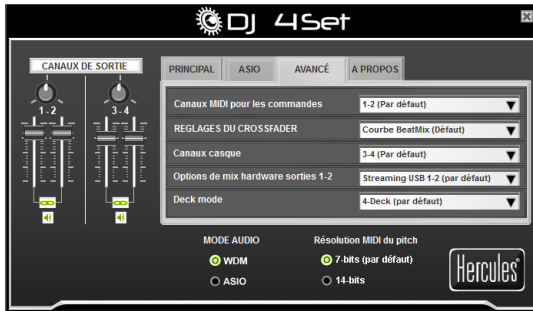 DJ 4Set
CANAUX DE SORTIE
1-2
3-4
PRINCIPAL
ASIO
AVANCÉ
A PROPOS
Canaux MIDI pour les commandes
1-2 (Par défaut)
REGLAGES DU CROSSFADER
Courbe BeatMix (Défaut)
Canaux casque
3-4 (Par défaut)
Options de mix hardware sorties 1-2
Streaming USB 1-2 (par défaut)
Deck mode
4-Deck (par défaut)
MODE AUDIO
WDM
ASIO
Résolution MIDI du pitch
7-bits (par défaut)
14-bits
Hercules